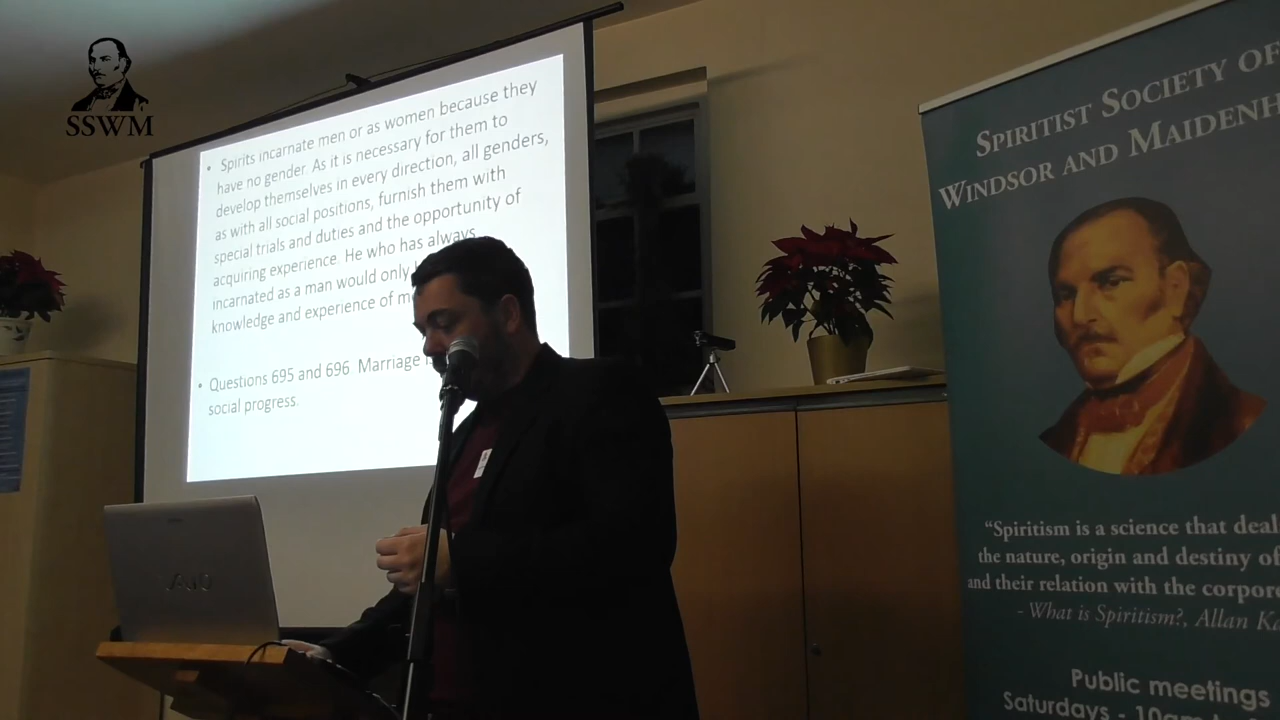 SSWM
• Spirits incarnate men or as women because they
have no gender. As it is necessary for them to
develop themselves in every direction, all genders,
as with all social positions, furnish them with
special trials and duties and the opportunity of
acquiring experience. He who has always
incarnated as a man would only
knowledge and experience of
• Questions 695 and 696 Marriage
social progress.
SPIRITIST SOCIETY OF
WINDSOR AND MAIDENH
“Spiritism is a science that deal
the nature, origin and destiny of
and their relation with the corpore
- What is Spiritism?, Allan Ka
Public meetings
Saturdays - 10am
VAIO